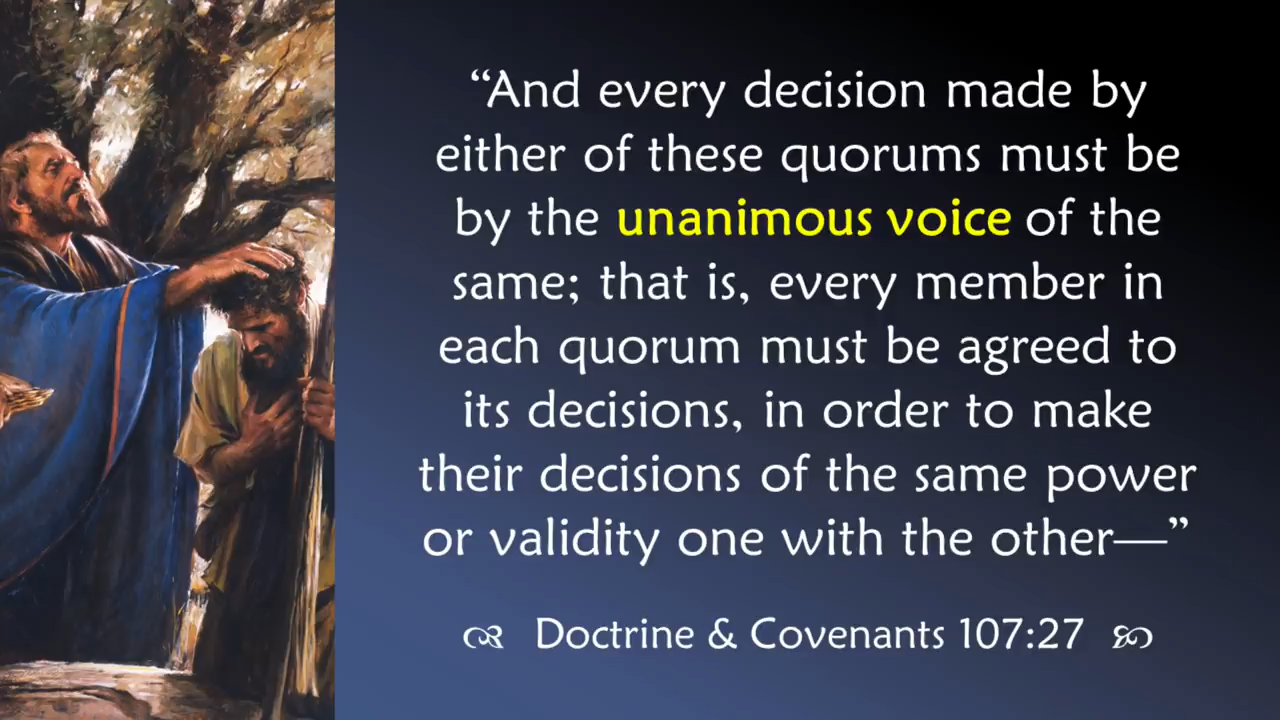 “And every decision made by
either of these quorums must be
by the unanimous voice of the
same; that is, every member in
each quorum must be agreed to
its decisions, in order to make
their decisions of the same power
or validity one with the other—”
Doctrine & Covenants 107:27